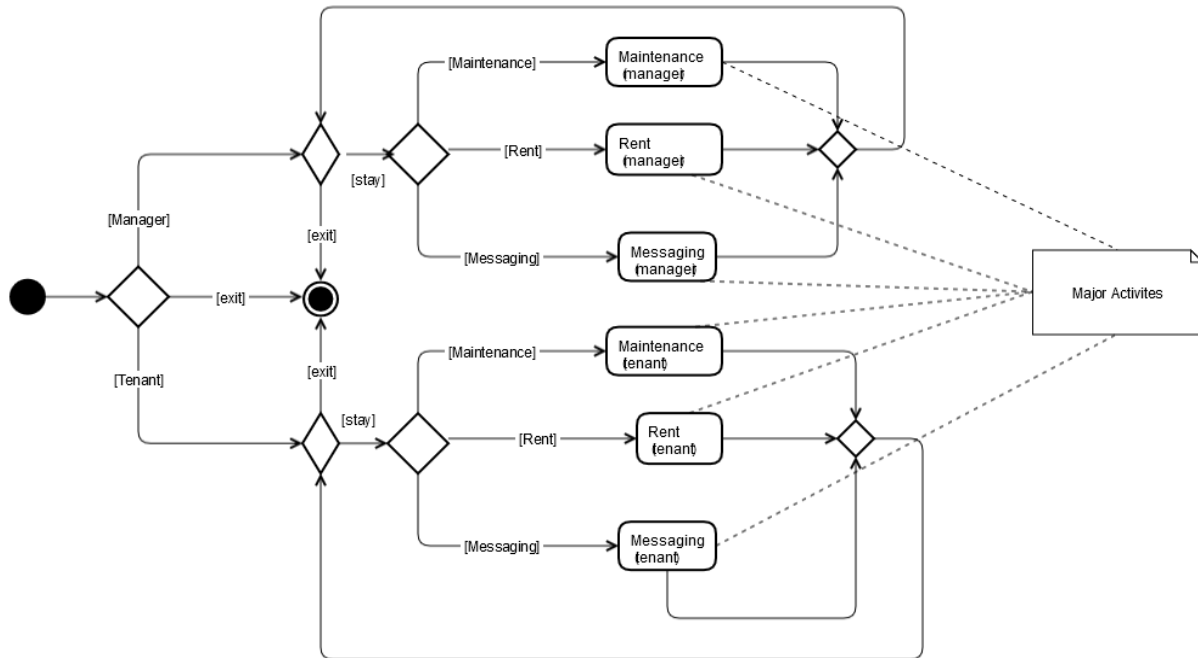 [Maintenance]
Maintenance
(manager)
[Rent]
Rent
(manager)
[stay]
[Manager]
[exit]
[Messaging]
Messaging
(manager)
[exit]
Major Activites
[Maintenance]
Maintenance
(tenant)
[exit]
[Tenant]
[stay]
[Rent]
Rent
(tenant)
[Messaging]
Messaging
(tenant)